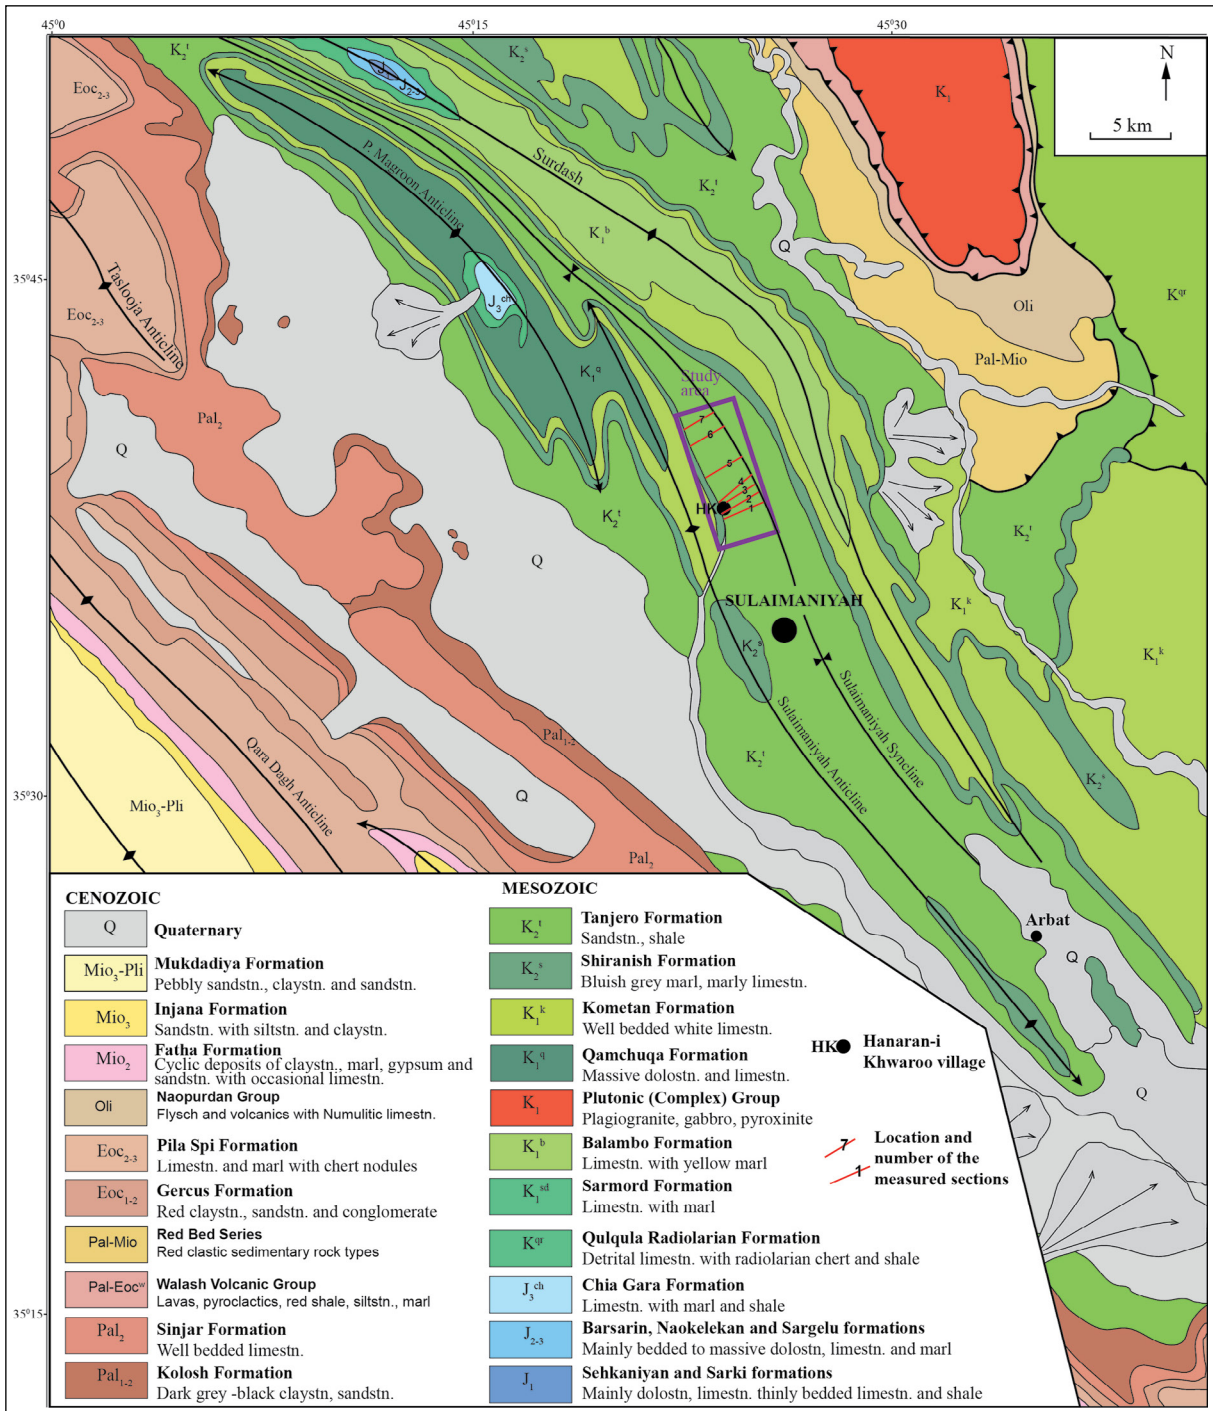 45⁰0
45⁰15
45⁰30
35⁰45
35⁰30
35⁰15
N
5 km
K₂ᵗ
J₁
J₂₋₃
K₂ˢ
K₁
Eoc₂₋₃
P. Magroon Anticline
Surdash
K₂ᵗ
K₁ᵇ
Q
Taslooja Anticline
J₃ᶜʰ
Kqʳ
Oli
Eoc₂₋₃
Pal-Mio
K₁q
Study
area
Pal₂
7
6
5
4
3
2
1
Q
HK
K₂ᵗ
K₂ᵗ
Q
SULAIMANIYAH
K₁ᵏ
K₂ˢ
K₁ᵏ
Sulaimaniyah Syncline
Sulaimaniyah Anticline
Pal₁₋₂
K₂ᵗ
K₂ˢ
Qara Dagh Anticline
Q
Mio₃-Pli
Pal₂
Arbat
Q
Q
CENOZOIC
Q Quaternary
Mio₃-Pli Mukdadiya Formation
Pebbly sandstn., claystn. and sandstn.
Mio₃ Injana Formation
Sandstn. with siltstn. and claystn.
Mio₂ Fatha Formation
Cyclic deposits of claystn., marl, gypsum and
sandstn. with occasional limestn.
Oli Naopurdan Group
Flysch and volcanics with Numulitic limestn.
Eoc₂₋₃ Pila Spi Formation
Limestn. and marl with chert nodules
Eoc₁₋₂ Gercus Formation
Red claystn., sandstn. and conglomerate
Pal-Mio Red Bed Series
Red clastic sedimentary rock types
Pal-Eocʷ Walash Volcanic Group
Lavas, pyroclactics, red shale, siltstn., marl
Pal₂ Sinjar Formation
Well bedded limestn.
Pal₁₋₂ Kolosh Formation
Dark grey -black claystn, sandstn.
MESOZOIC
K₂ᵗ Tanjero Formation
Sandstn., shale
K₂ˢ Shiranish Formation
Bluish grey marl, marly limestn.
K₁ᵏ Kometan Formation
Well bedded white limestn.
K₁q Qamchuqa Formation
Massive dolostn. and limestn.
K₁ Plutonic (Complex) Group
Plagiogranite, gabbro, pyroxinite
K₁ᵇ Balambo Formation
Limestn. with yellow marl
K₁ˢᵈ Sarmord Formation
Limestn. with marl
Kqʳ Qulqula Radiolarian Formation
Detrital limestn. with radiolarian chert and shale
J₃ᶜʰ Chia Gara Formation
Limestn. with marl and shale
J₂₋₃ Barsarin, Naokelekan and Sargelu formations
Mainly bedded to massive dolostn, limestn. and marl
J₁ Sehkaniyan and Sarki formations
Mainly dolostn, limestn. thinly bedded limestn. and shale
HK Hanaran-i
Khwaroo village
7
1
Location and
number of the
measured sections